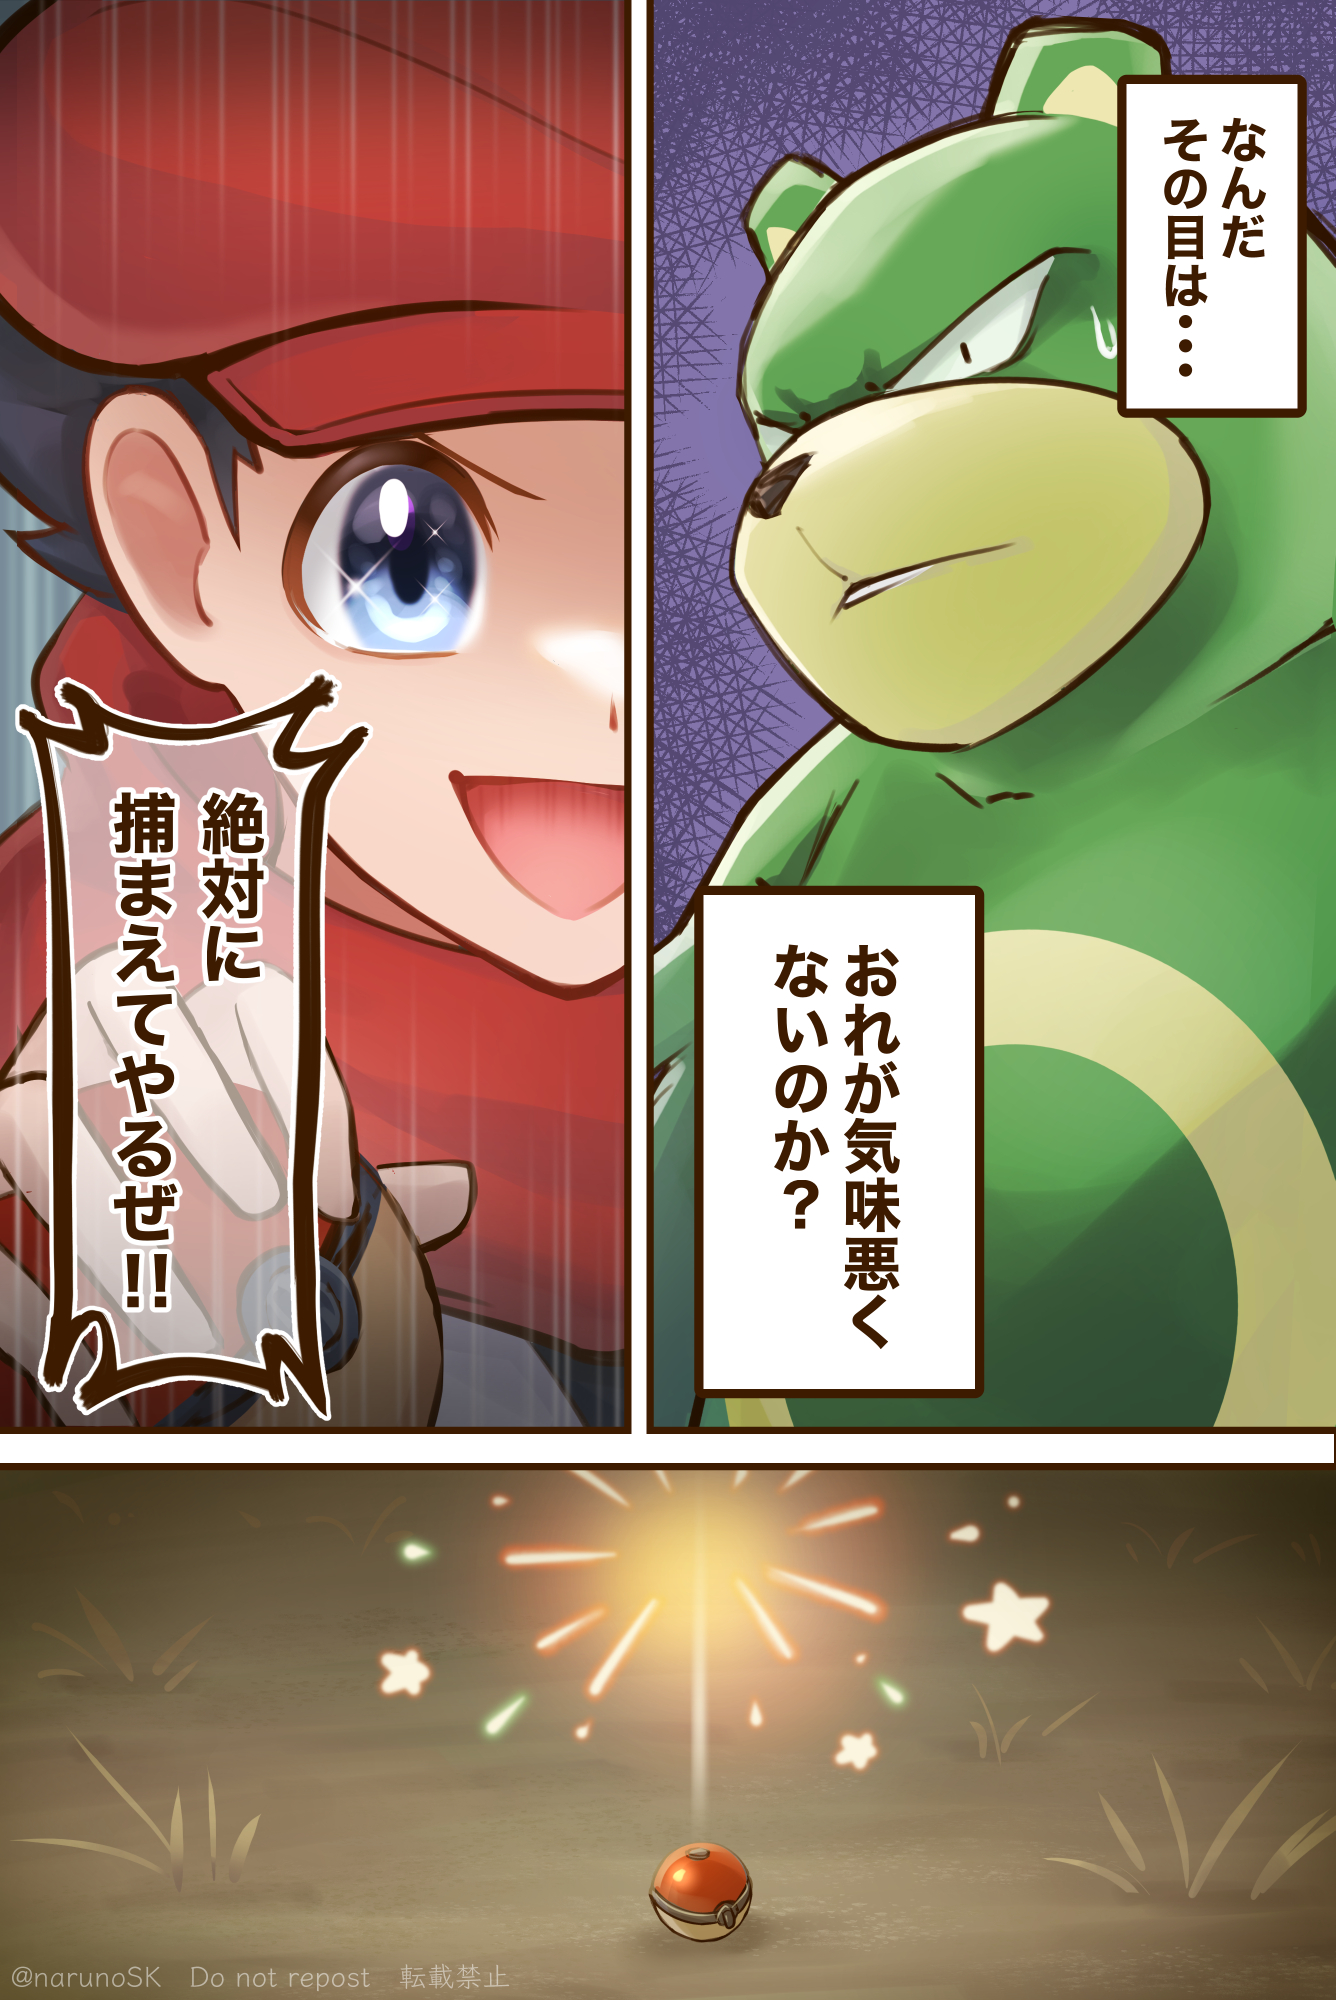 なんだ
その目は・・・
おれが気味悪く
ないのか？
絶対に
捕まえてやるぜ!!
@narunoSK Do not repost 転載禁止